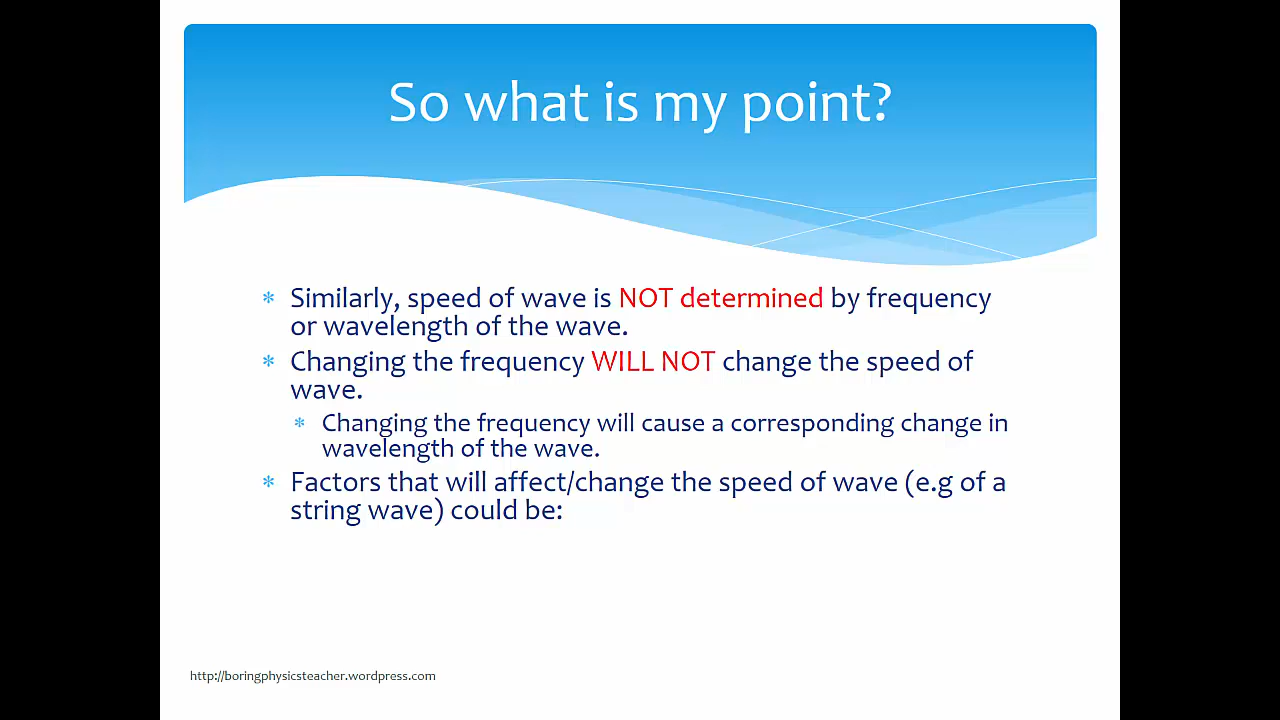 So what is my point?
* Similarly, speed of wave is NOT determined by frequency
or wavelength of the wave.
* Changing the frequency WILL NOT change the speed of
wave.
* Changing the frequency will cause a corresponding change in
wavelength of the wave.
* Factors that will affect/change the speed of wave (e.g of a
string wave) could be:
http://boringphysicsteacher.wordpress.com